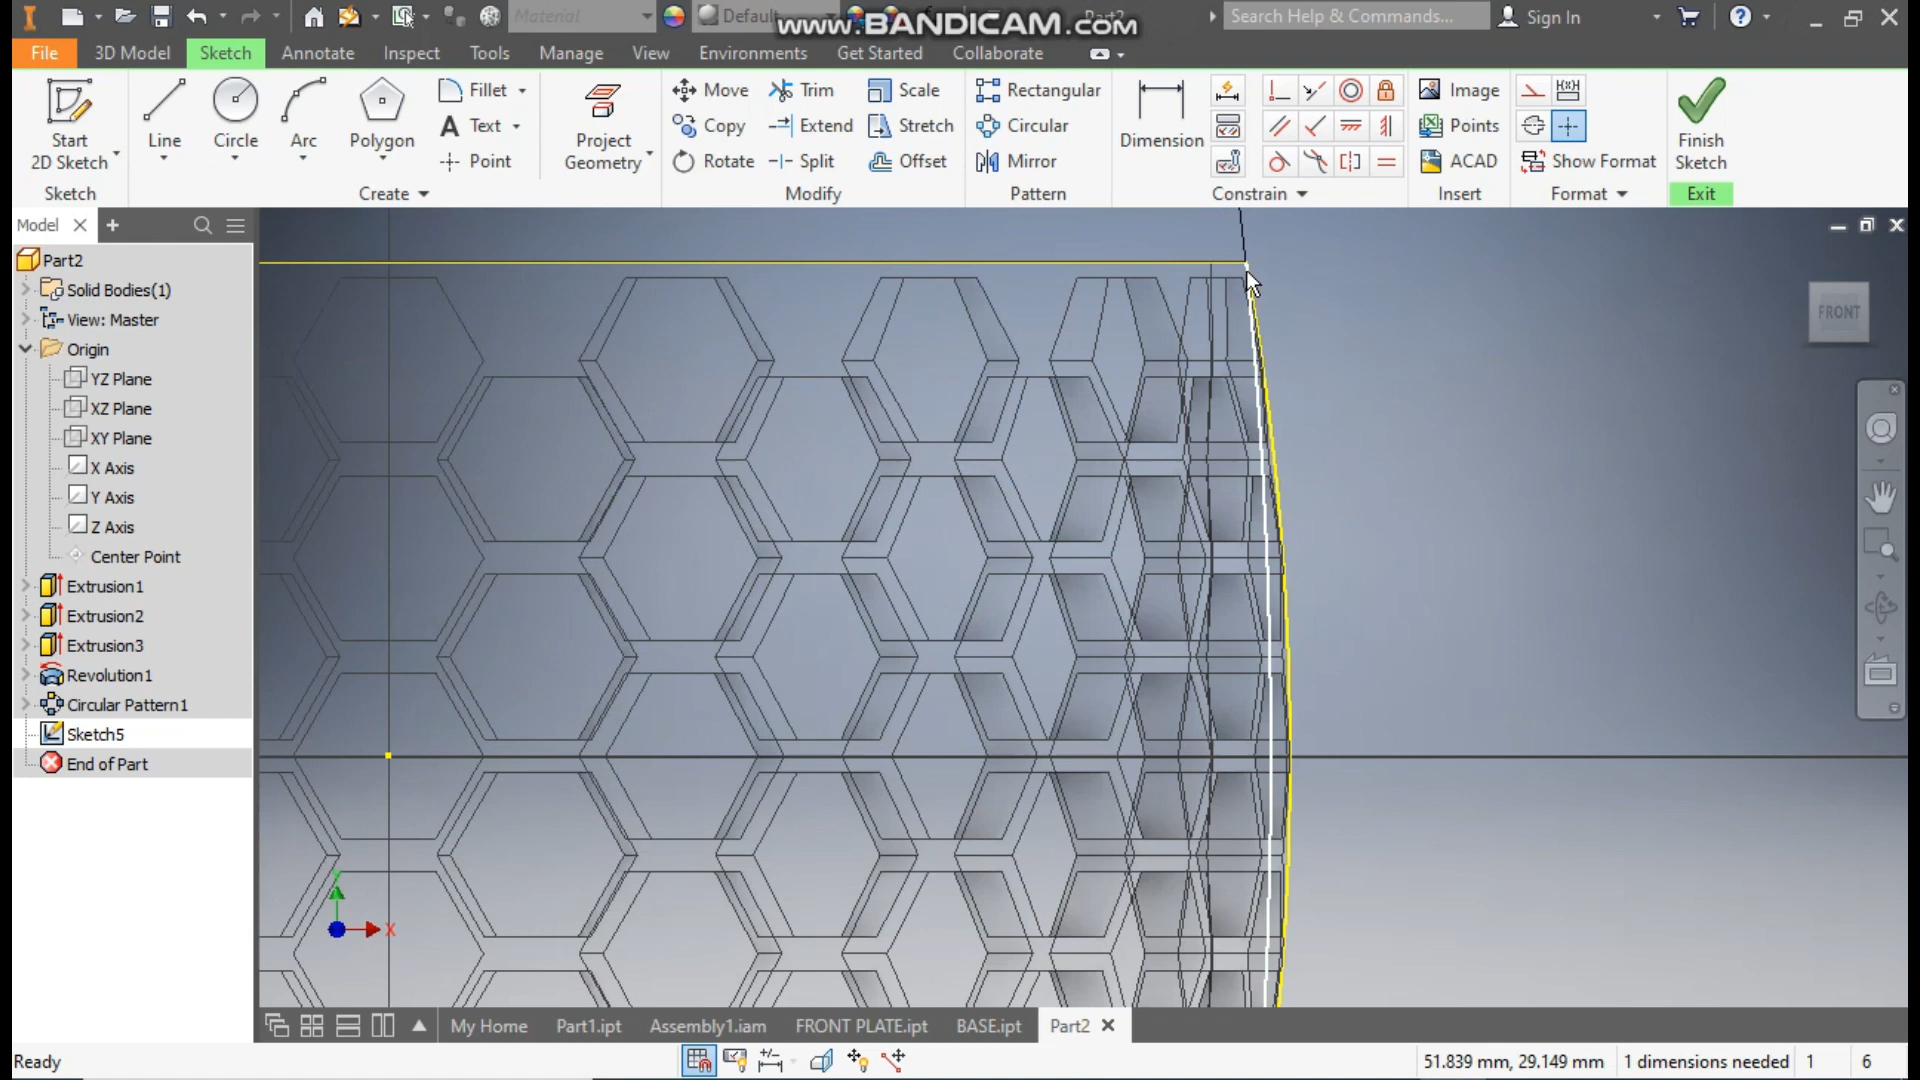 Material
Default
www.BANDICAM.com
Search Help & Commands...
Sign In
File
3D Model
Sketch
Annotate
Inspect
Tools
Manage
View
Environments
Get Started
Collaborate
Start
2D Sketch
Line
Circle
Arc
Polygon
Fillet
Text
Point
Project
Geometry
Move
Copy
Rotate
Trim
Extend
Split
Scale
Stretch
Offset
Rectangular
Circular
Mirror
Dimension
Image
Points
ACAD
Show Format
Finish
Sketch
Sketch
Create
Modify
Pattern
Constrain
Insert
Format
Exit
Model
Part2
Solid Bodies(1)
View: Master
Origin
YZ Plane
XZ Plane
XY Plane
X Axis
Y Axis
Z Axis
Center Point
Extrusion1
Extrusion2
Extrusion3
Revolution1
Circular Pattern1
Sketch5
End of Part
FRONT
X
My Home
Part1.ipt
Assembly1.iam
FRONT PLATE.ipt
BASE.ipt
Part2
Ready
51.839 mm, 29.149 mm
1 dimensions needed
1
6